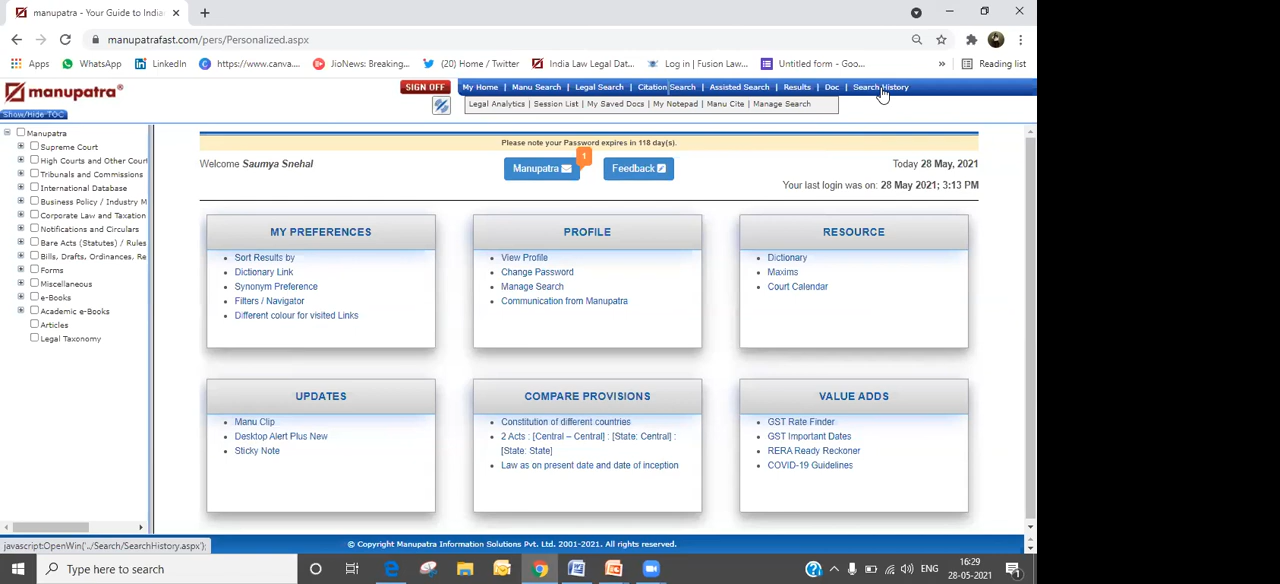 manupatra - Your Guide to India
manupatrafast.com/pers/Personalized.aspx
Apps WhatsApp LinkedIn https://www.canva.... JioNews: Breaking... (20) Home / Twitter India Law Legal Dat... Log in | Fusion Law... Untitled form - Goo... » Reading list
manupatra®
SIGN OFF
My Home | Manu Search | Legal Search | Citation Search | Assisted Search | Results | Doc | Search History
Legal Analytics | Session List | My Saved Docs | My Notepad | Manu Cite | Manage Search
Show/Hide TOC
Manupatra
Supreme Court
High Courts and Other Court
Tribunals and Commissions
International Database
Business Policy / Industry M
Corporate Law and Taxation
Notifications and Circulars
Bare Acts (Statutes) / Rules
Bills, Drafts, Ordinances, Re
Forms
Miscellaneous
e-Books
Academic e-Books
Articles
Legal Taxonomy
Please note your Password expires in 118 day(s).
Welcome Saumya Snehal
Manupatra 1
Feedback
Today 28 May, 2021
Your last login was on: 28 May 2021; 3:13 PM
MY PREFERENCES
Sort Results by
Dictionary Link
Synonym Preference
Filters / Navigator
Different colour for visited Links
PROFILE
View Profile
Change Password
Manage Search
Communication from Manupatra
RESOURCE
Dictionary
Maxims
Court Calendar
UPDATES
Manu Clip
Desktop Alert Plus New
Sticky Note
COMPARE PROVISIONS
Constitution of different countries
2 Acts : [Central – Central] : [State: Central] :
[State: State]
Law as on present date and date of inception
VALUE ADDS
GST Rate Finder
GST Important Dates
RERA Ready Reckoner
COVID-19 Guidelines
javascript:OpenWin('../Search/SearchHistory.aspx');
© Copyright Manupatra Information Solutions Pvt. Ltd. 2001-2021. All rights reserved.
Type here to search
ENG
16:29
28-05-2021
1